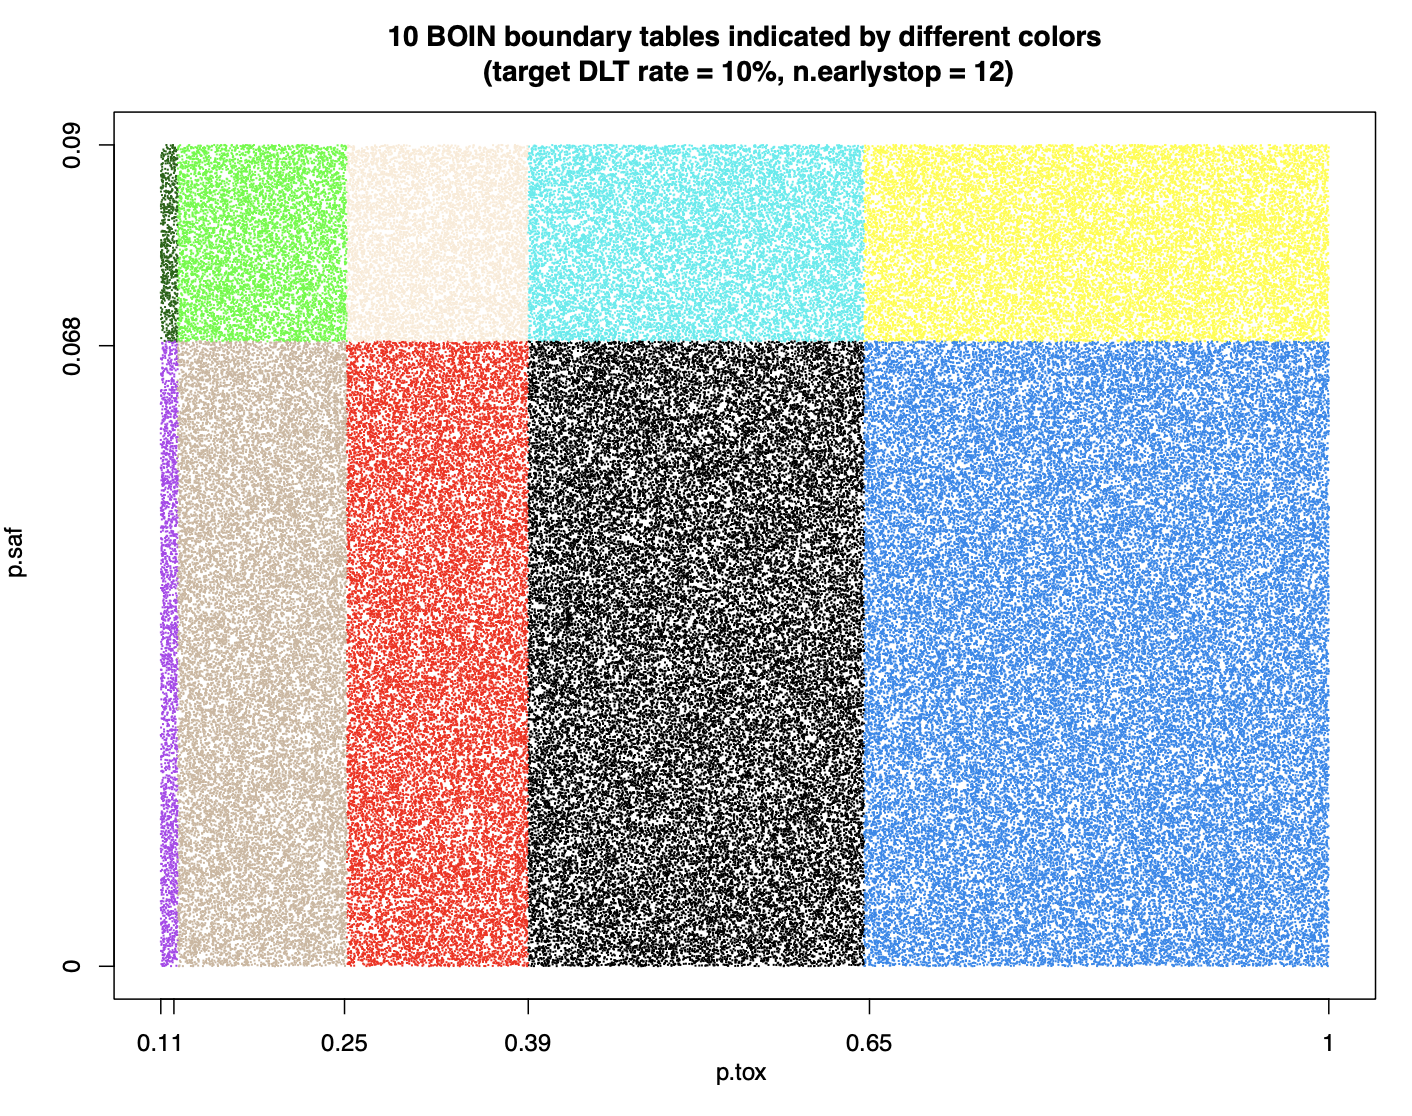 10 BOIN boundary tables indicated by different colors
(target DLT rate = 10%, n.earlystop = 12)
0.09
0.068
p.saf
0
0.11 0.25 0.39 0.65 1
p.tox